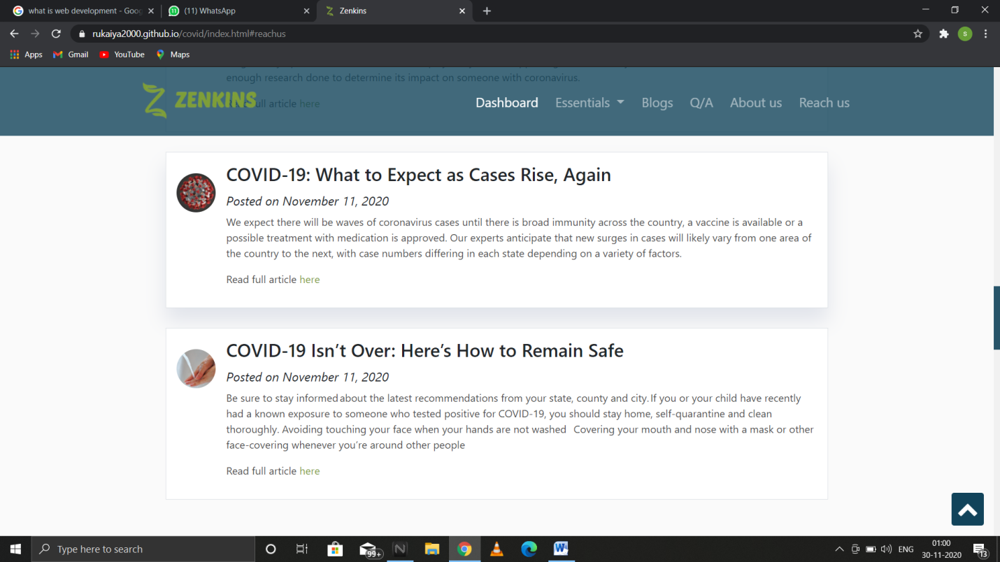 what is web development - Goog
(11) WhatsApp
Zenkins
rukaiya2000.github.io/covid/index.html#reachus
S
Apps
Gmail
YouTube
Maps
enough research done to determine its impact on someone with coronavirus.
ZENKINS
full article here
Dashboard
Essentials
Blogs
Q/A
About us
Reach us
COVID-19: What to Expect as Cases Rise, Again
Posted on November 11, 2020
We expect there will be waves of coronavirus cases until there is broad immunity across the country, a vaccine is available or a
possible treatment with medication is approved. Our experts anticipate that new surges in cases will likely vary from one area of
the country to the next, with case numbers differing in each state depending on a variety of factors.
Read full article here
COVID-19 Isn’t Over: Here’s How to Remain Safe
Posted on November 11, 2020
Be sure to stay informed about the latest recommendations from your state, county and city. If you or your child have recently
had a known exposure to someone who tested positive for COVID-19, you should stay home, self-quarantine and clean
thoroughly. Avoiding touching your face when your hands are not washed  Covering your mouth and nose with a mask or other
face-covering whenever you’re around other people
Read full article here
Type here to search
99+
N
W
ENG
01:00
30-11-2020
13